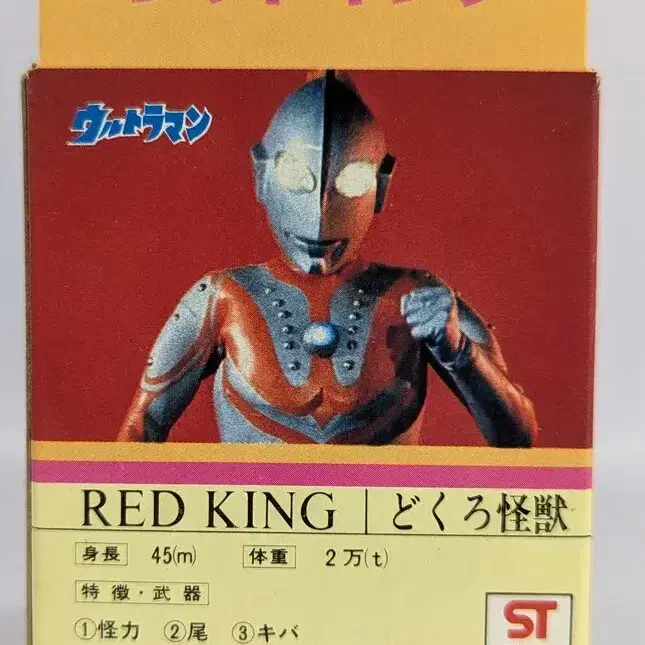 ウルトラマン
RED KING | どくろ怪獣
身長 45(m) 体重 2万(t)
特徴・武器
①怪力 ②尾 ③キバ
ST